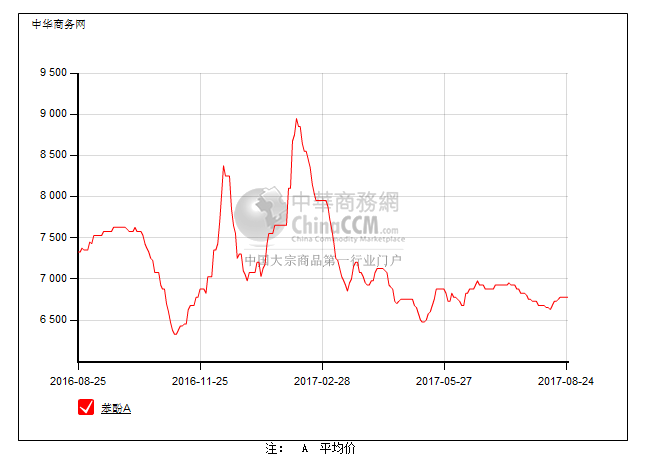 中华商务网
9 500
9 000
8 500
8 000
7 500
7 000
6 500
中華商務網
ChinaCCM.com
China Commodity Marketplace
中国大宗商品第一行业门户
2016-08-25 2016-11-25 2017-02-28 2017-05-27 2017-08-24
苯酚A
注： A 平均价